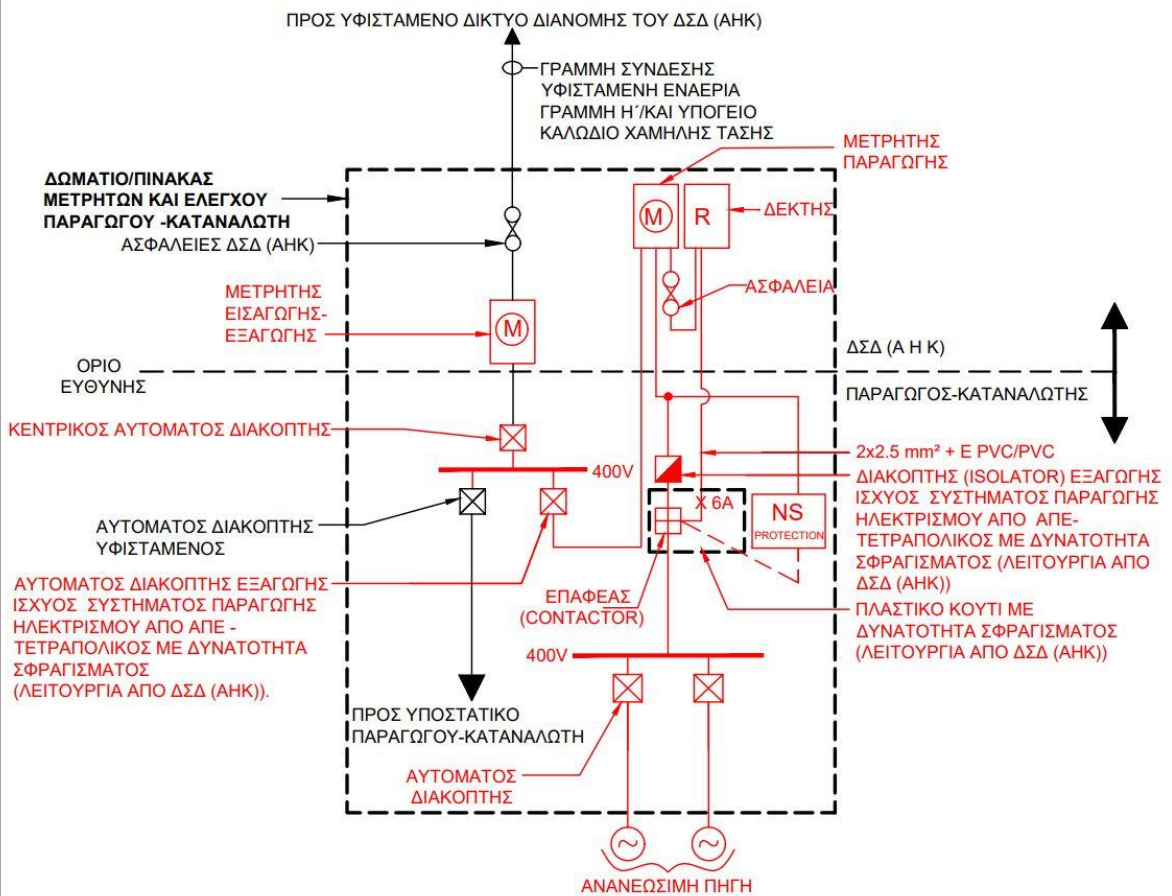 ΠΡΟΣ ΥΦΙΣΤΑΜΕΝΟ ΔΙΚΤΥΟ ΔΙΑΝΟΜΗΣ ΤΟΥ ΔΣΔ (ΑΗΚ)
ΓΡΑΜΜΗ ΣΥΝΔΕΣΗΣ
ΥΦΙΣΤΑΜΕΝΗ ΕΝΑΕΡΙΑ
ΓΡΑΜΜΗ Η΄/ΚΑΙ ΥΠΟΓΕΙΟ
ΚΑΛΩΔΙΟ ΧΑΜΗΛΗΣ ΤΑΣΗΣ
ΜΕΤΡΗΤΗΣ
ΠΑΡΑΓΩΓΗΣ
ΔΩΜΑΤΙΟ/ΠΙΝΑΚΑΣ
ΜΕΤΡΗΤΩΝ ΚΑΙ ΕΛΕΓΧΟΥ
ΠΑΡΑΓΩΓΟΥ -ΚΑΤΑΝΑΛΩΤΗ
ΑΣΦΑΛΕΙΕΣ ΔΣΔ (ΑΗΚ)
M
R
ΔΕΚΤΗΣ
ΑΣΦΑΛΕΙΑ
ΜΕΤΡΗΤΗΣ
ΕΙΣΑΓΩΓΗΣ-
ΕΞΑΓΩΓΗΣ
M
ΟΡΙΟ
ΕΥΘΥΝΗΣ
ΔΣΔ (Α Η Κ)
ΠΑΡΑΓΩΓΟΣ-ΚΑΤΑΝΑΛΩΤΗΣ
ΚΕΝΤΡΙΚΟΣ ΑΥΤΟΜΑΤΟΣ ΔΙΑΚΟΠΤΗΣ
400V
2x2.5 mm² + E PVC/PVC
ΔΙΑΚΟΠΤΗΣ (ISOLATOR) ΕΞΑΓΩΓΗΣ
ΙΣΧΥΟΣ ΣΥΣΤΗΜΑΤΟΣ ΠΑΡΑΓΩΓΗΣ
ΗΛΕΚΤΡΙΣΜΟΥ ΑΠΟ ΑΠΕ-
ΤΕΤΡΑΠΟΛΙΚΟΣ ΜΕ ΔΥΝΑΤΟΤΗΤΑ
ΣΦΡΑΓΙΣΜΑΤΟΣ (ΛΕΙΤΟΥΡΓΙΑ ΑΠΟ
ΔΣΔ (ΑΗΚ))
X 6A
NS
PROTECTION
ΑΥΤΟΜΑΤΟΣ ΔΙΑΚΟΠΤΗΣ
ΥΦΙΣΤΑΜΕΝΟΣ
ΑΥΤΟΜΑΤΟΣ ΔΙΑΚΟΠΤΗΣ ΕΞΑΓΩΓΗΣ
ΙΣΧΥΟΣ ΣΥΣΤΗΜΑΤΟΣ ΠΑΡΑΓΩΓΗΣ
ΗΛΕΚΤΡΙΣΜΟΥ ΑΠΟ ΑΠΕ -
ΤΕΤΡΑΠΟΛΙΚΟΣ ΜΕ ΔΥΝΑΤΟΤΗΤΑ
ΣΦΡΑΓΙΣΜΑΤΟΣ
(ΛΕΙΤΟΥΡΓΙΑ ΑΠΟ ΔΣΔ (ΑΗΚ)).
ΕΠΑΦΕΑΣ
(CONTACTOR)
ΠΛΑΣΤΙΚΟ ΚΟΥΤΙ ΜΕ
ΔΥΝΑΤΟΤΗΤΑ ΣΦΡΑΓΙΣΜΑΤΟΣ
(ΛΕΙΤΟΥΡΓΙΑ ΑΠΟ ΔΣΔ (ΑΗΚ))
400V
ΠΡΟΣ ΥΠΟΣΤΑΤΙΚΟ
ΠΑΡΑΓΩΓΟΥ-ΚΑΤΑΝΑΛΩΤΗ
ΑΥΤΟΜΑΤΟΣ
ΔΙΑΚΟΠΤΗΣ
ΑΝΑΝΕΩΣΙΜΗ ΠΗΓΗ